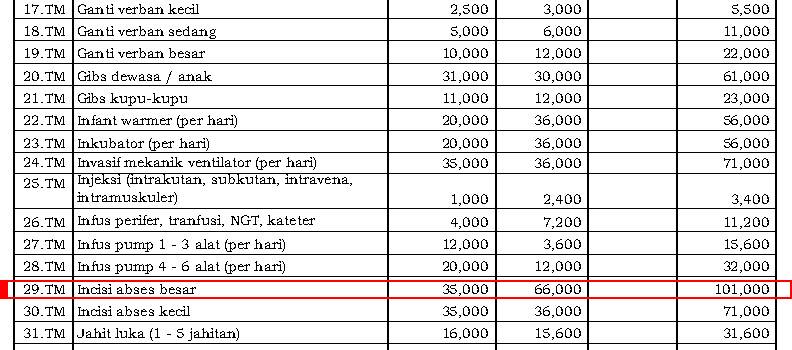 17.TM Ganti verban kecil 2,500 3,000 5,500
18.TM Ganti verban sedang 5,000 6,000 11,000
19.TM Ganti verban besar 10,000 12,000 22,000
20.TM Gibs dewasa / anak 31,000 30,000 61,000
21.TM Gibs kupu-kupu 11,000 12,000 23,000
22.TM Infant warmer (per hari) 20,000 36,000 56,000
23.TM Inkubator (per hari) 20,000 36,000 56,000
24.TM Invasif mekanik ventilator (per hari) 35,000 36,000 71,000
25.TM Injeksi (intrakutan, subkutan, intravena,
intramuskuler) 1,000 2,400 3,400
26.TM Infus perifer, tranfusi, NGT, kateter 4,000 7,200 11,200
27.TM Infus pump 1 - 3 alat (per hari) 12,000 3,600 15,600
28.TM Infus pump 4 - 6 alat (per hari) 20,000 12,000 32,000
29.TM Incisi abses besar 35,000 66,000 101,000
30.TM Incisi abses kecil 35,000 36,000 71,000
31.TM Jahit luka (1 - 5 jahitan) 16,000 15,600 31,600